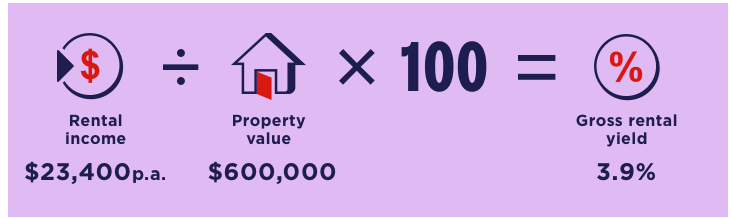 $ ÷ × 100 = %
Rental
income
Property
value
Gross rental
yield
$23,400p.a.
$600,000
3.9%